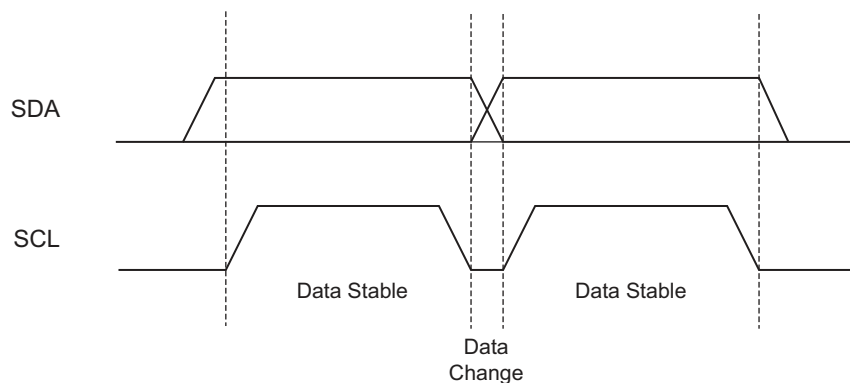 SDA
SCL
Data Stable
Data Stable
Data
Change